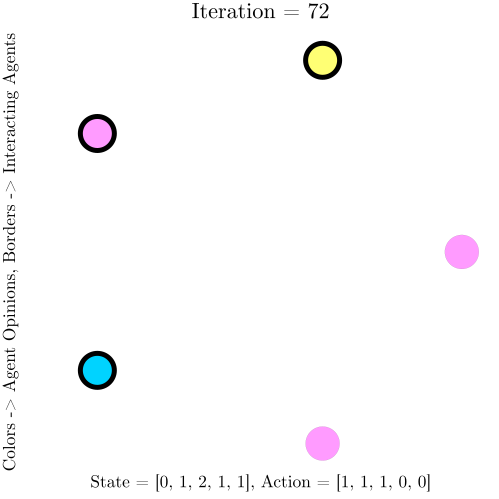 Iteration = 72
Colors -> Agent Opinions, Borders -> Interacting Agents
State = [0, 1, 2, 1, 1], Action = [1, 1, 1, 0, 0]